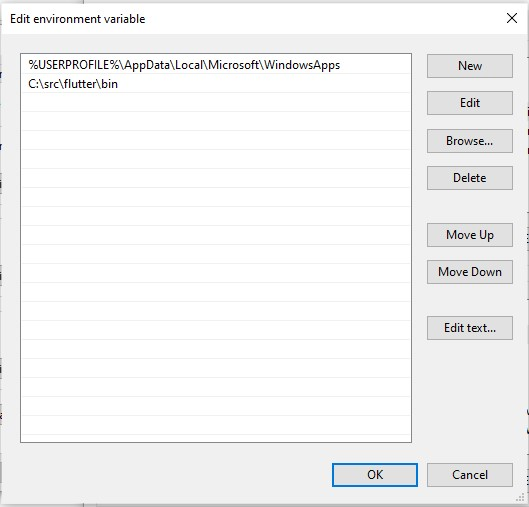 Edit environment variable
%USERPROFILE%\AppData\Local\Microsoft\WindowsApps
C:\src\flutter\bin
New
Edit
Browse...
Delete
Move Up
Move Down
Edit text...
OK
Cancel